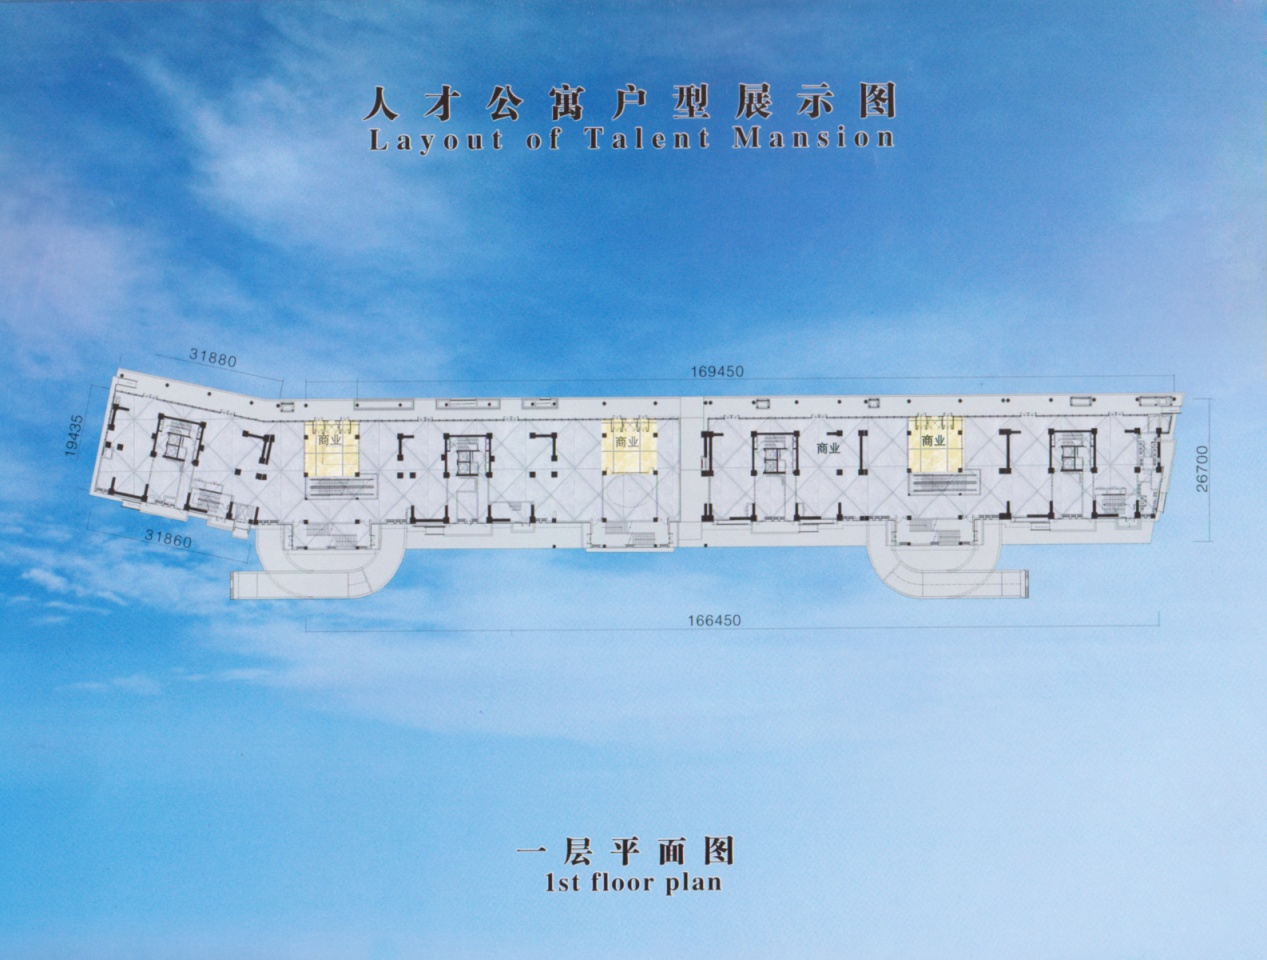 人才公寓户型展示图
Layout of Talent Mansion
31880
169450
19435
商业
商业
商业
商业
26700
31860
166450
一层平面图
1st floor plan